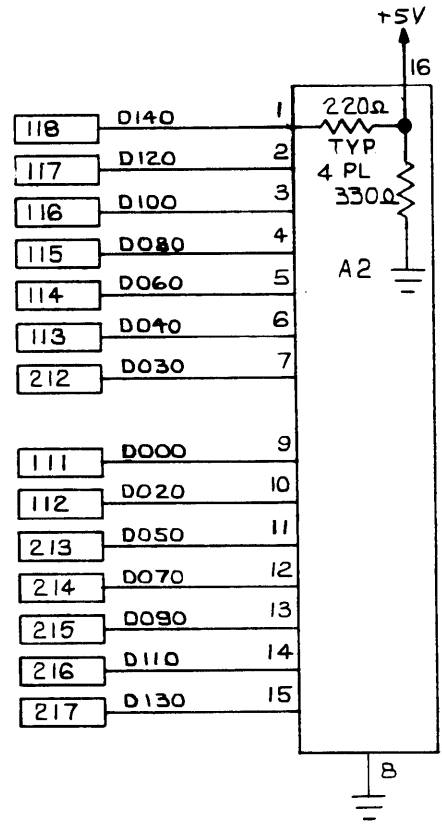 +5V
16
118 D140 1 220Ω
TYP
117 D120 2
4 PL
116 D100 3 330Ω
115 D080 4
A2
114 D060 5
113 D040 6
212 D030 7
111 D000 9
112 D020 10
213 D050 11
214 D070 12
215 D090 13
216 D110 14
217 D130 15
8